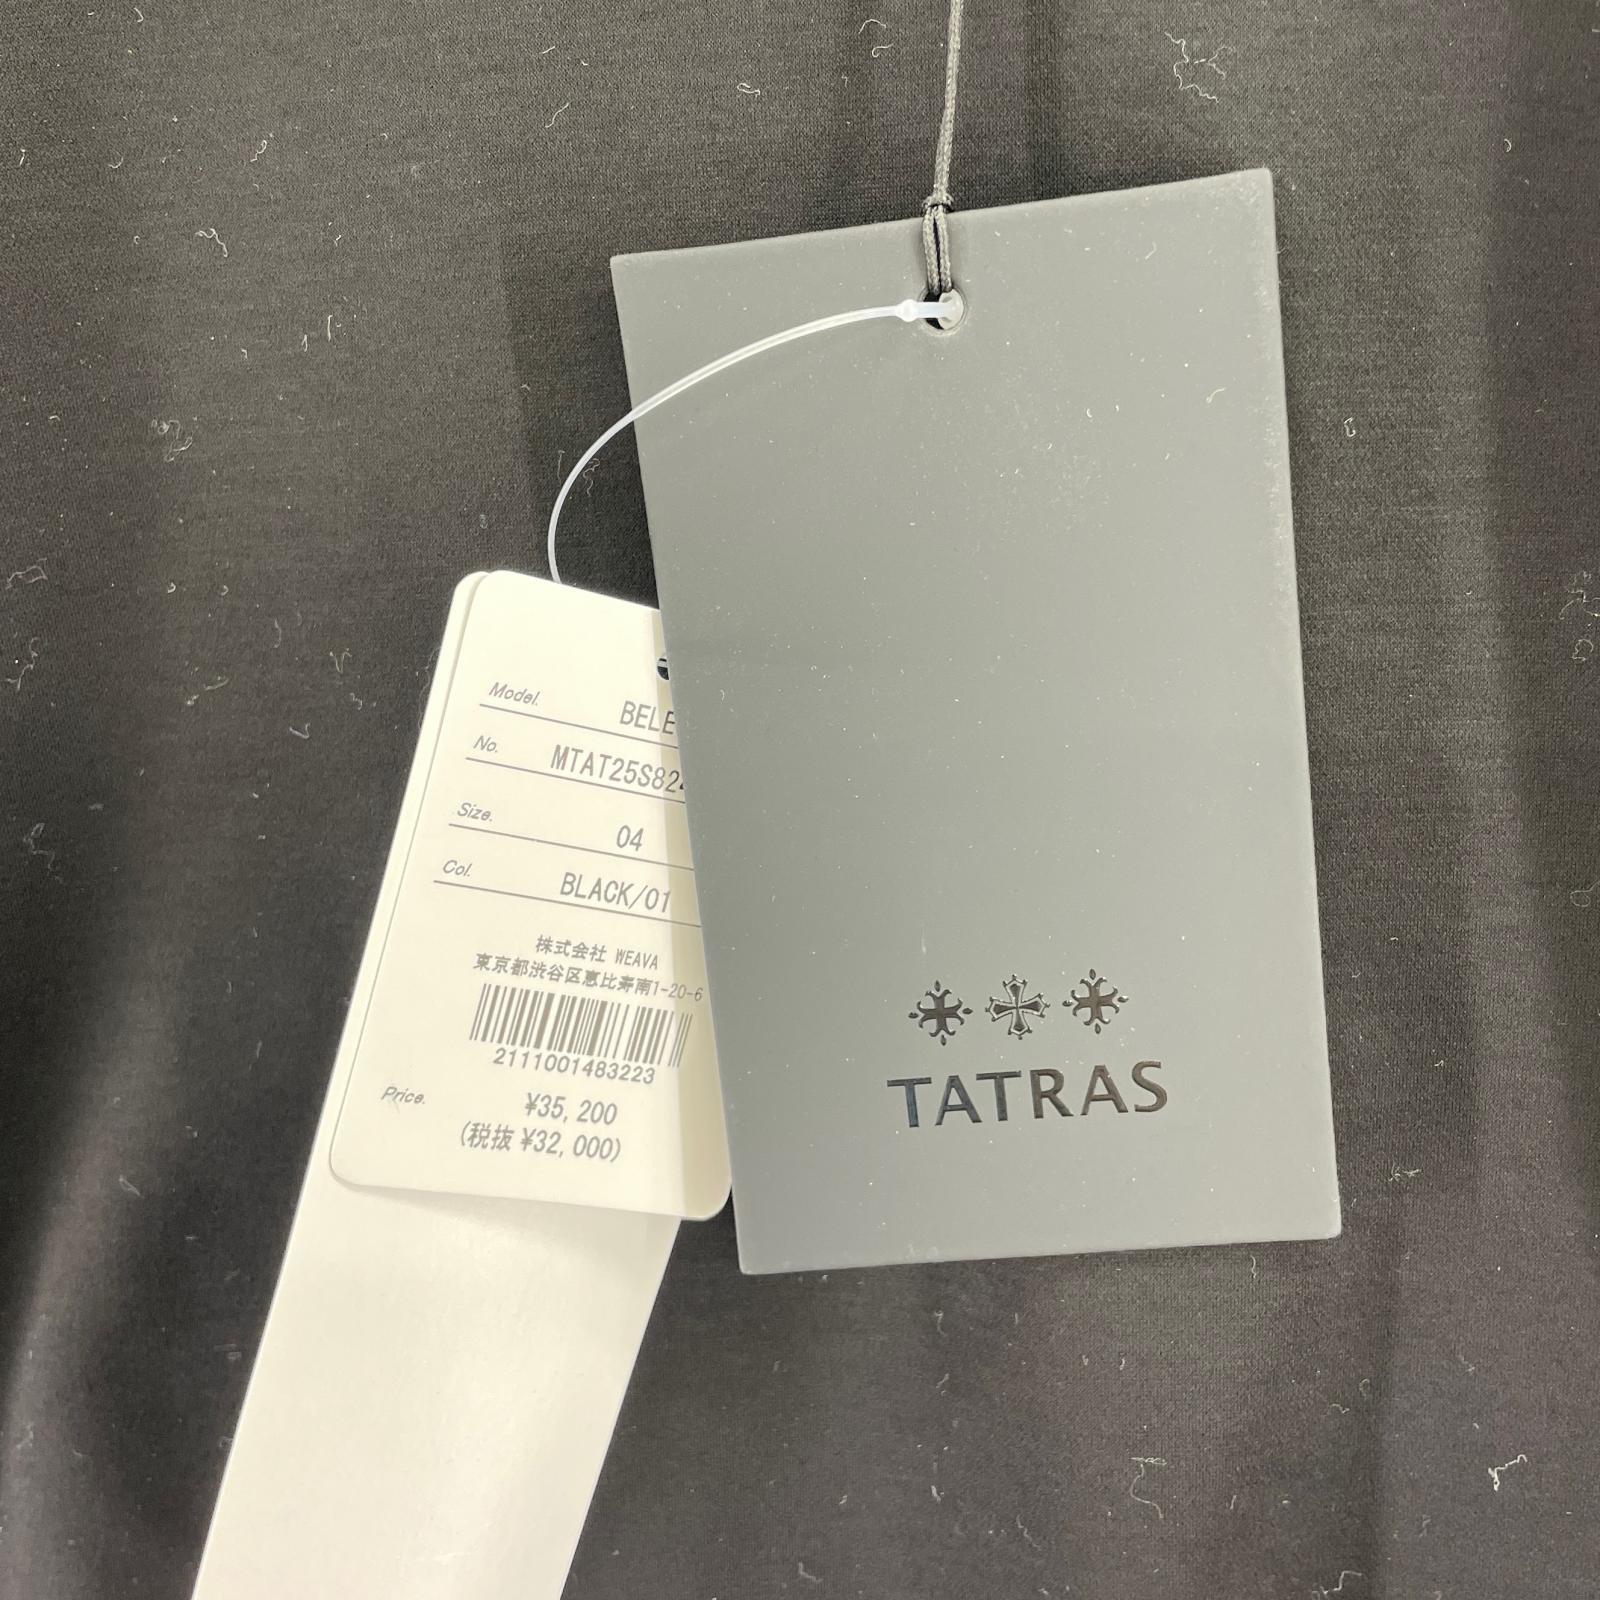 Model. BELE
No. MTAT25S824
Size. 04
Col. BLACK/01
株式会社 WEAVA
東京都渋谷区恵比寿南1-20-6
2111001483223
Price. ¥35,200
(税抜 ¥32,000)
TATRAS